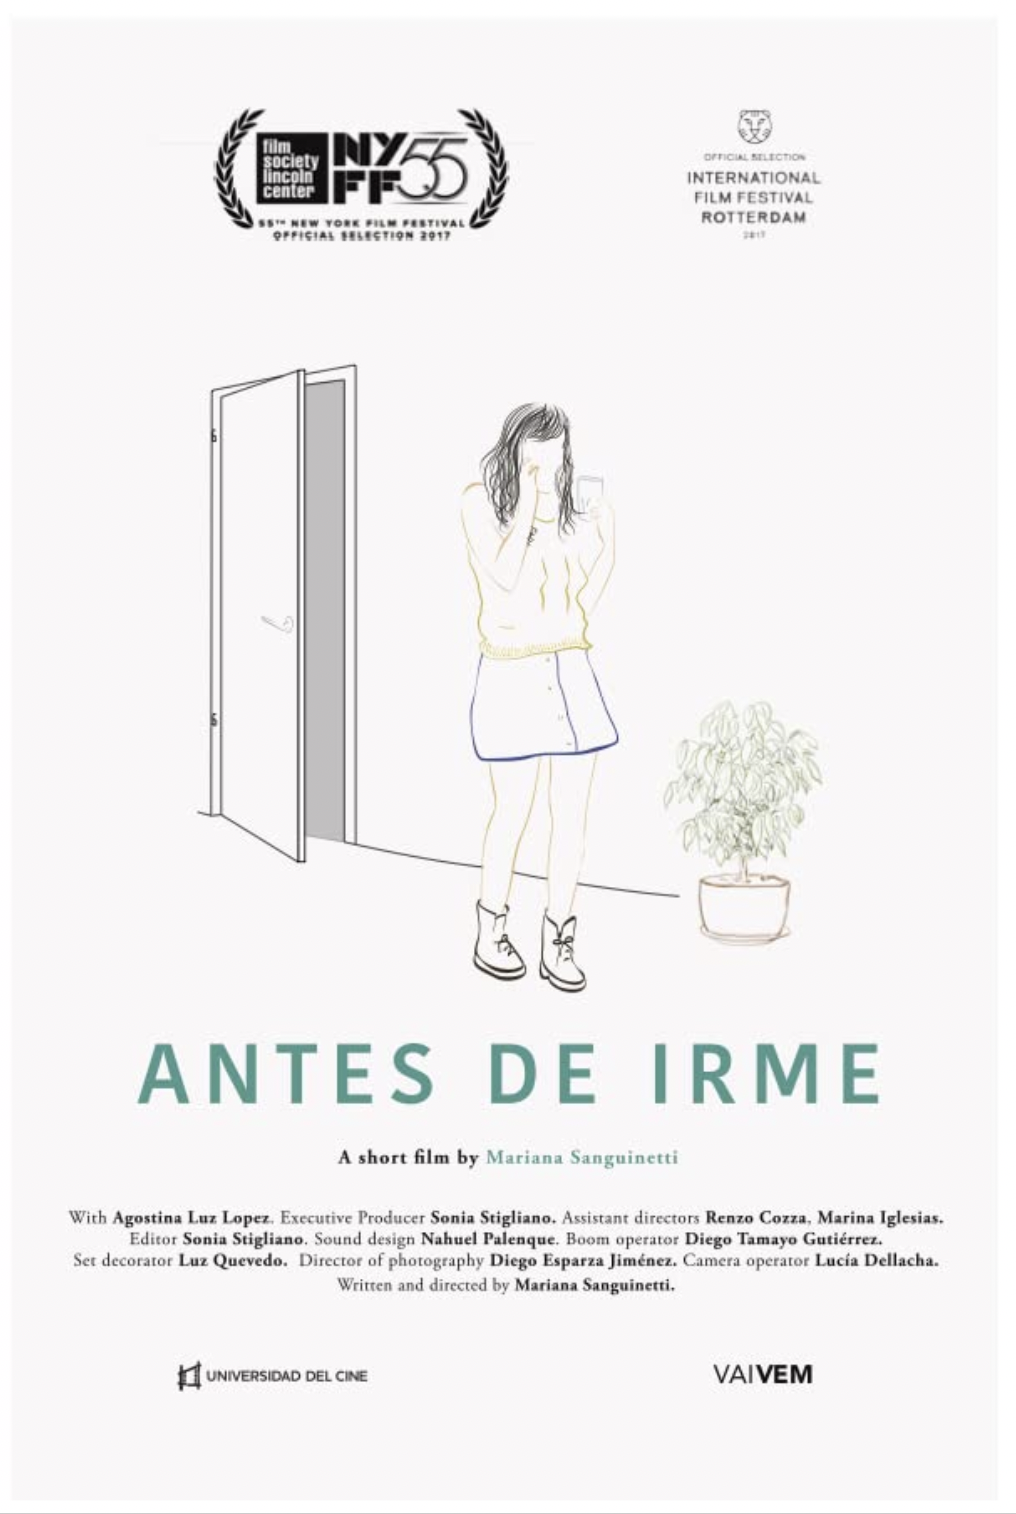 film
society
lincoln
center
NY
FF
55
55TH NEW YORK FILM FESTIVAL
OFFICIAL SELECTION 2017
OFFICIAL SELECTION
INTERNATIONAL
FILM FESTIVAL
ROTTERDAM
2017
ANTES DE IRME
A short film by Mariana Sanguinetti
With Agostina Luz Lopez. Executive Producer Sonia Stigliano. Assistant directors Renzo Cozza, Marina Iglesias.
Editor Sonia Stigliano. Sound design Nahuel Palenque. Boom operator Diego Tamayo Gutiérrez.
Set decorator Luz Quevedo. Director of photography Diego Esparza Jiménez. Camera operator Lucía Dellacha.
Written and directed by Mariana Sanguinetti.
UNIVERSIDAD DEL CINE
VAIVEM